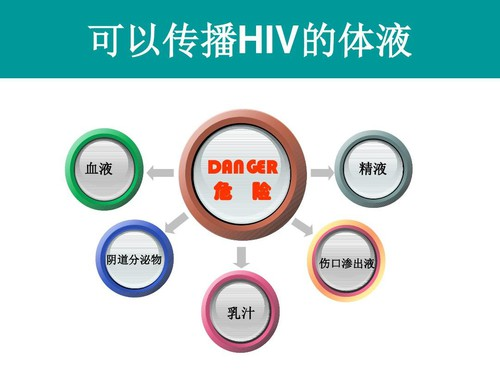 可以传播HIV的体液
DANGER
危 险
血液
精液
阴道分泌物
伤口渗出液
乳汁